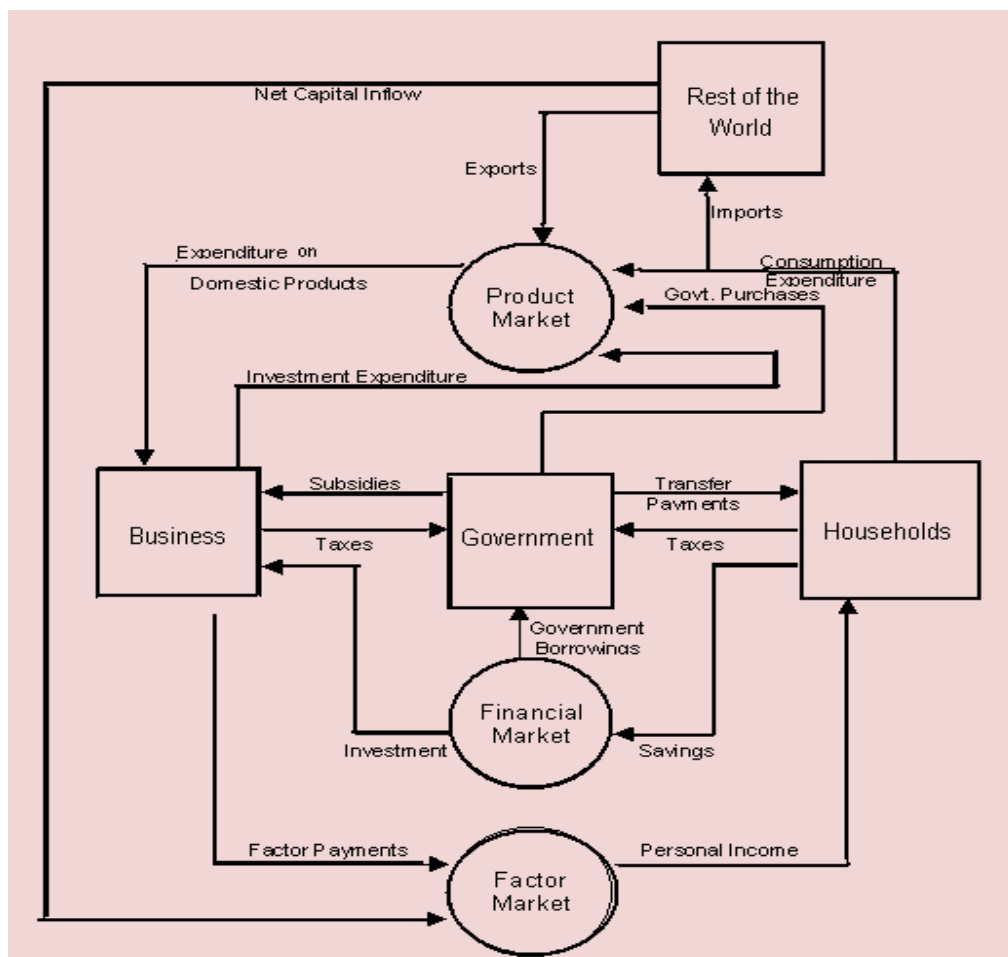 Net Capital Inflow
Rest of the
World
Exports
Imports
Expenditure on
Domestic Products
Product
Market
Consumption
Expenditure
Govt. Purchases
Investment Expenditure
Business
Subsidies
Taxes
Government
Transfer
Payments
Taxes
Households
Government
Borrowings
Financial
Market
Investment
Savings
Factor Payments
Factor
Market
Personal Income